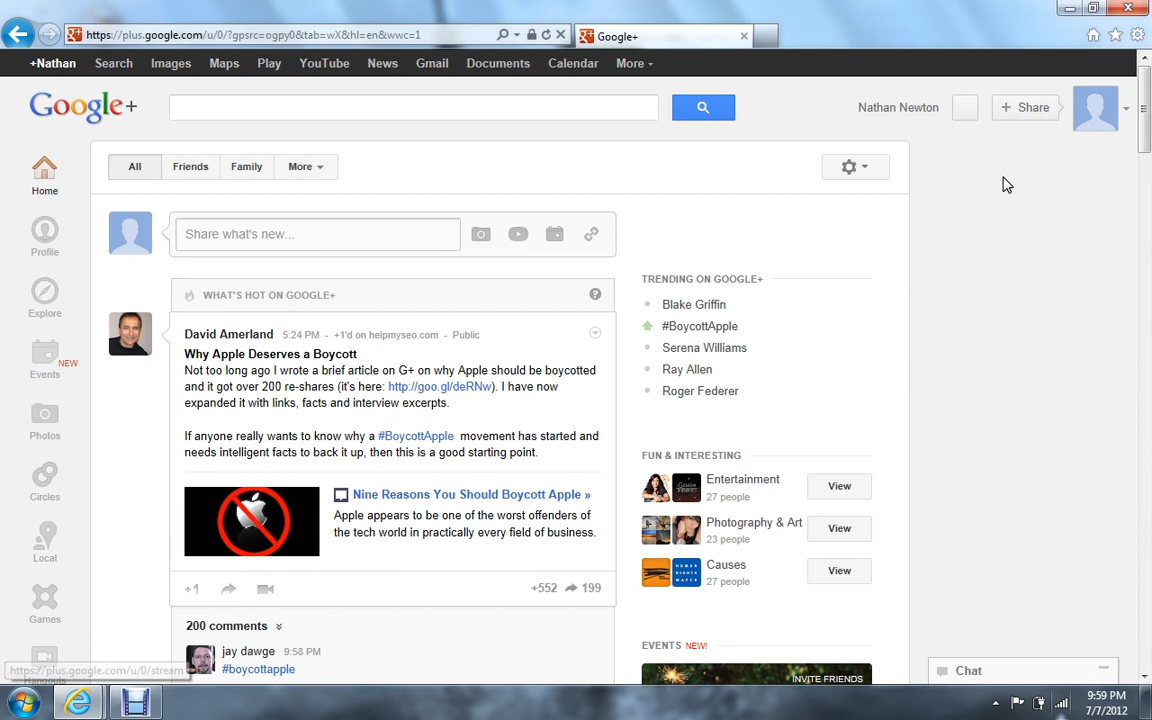 https://plus.google.com/u/0/?gpsrc=ogpy0&tab=wX&hl=en&wwc=1
Google+
+Nathan Search Images Maps Play YouTube News Gmail Documents Calendar More
Google+
Nathan Newton
+ Share
All Friends Family More
Home
Profile
Explore
Events
NEW
Photos
Circles
Local
Games
Hangouts
Share what's new...
WHAT'S HOT ON GOOGLE+
?
David Amerland 5:24 PM - +1'd on helpmyseo.com - Public
Why Apple Deserves a Boycott
Not too long ago I wrote a brief article on G+ on why Apple should be boycotted
and it got over 200 re-shares (it's here: http://goo.gl/deRNw). I have now
expanded it with links, facts and interview excerpts.
If anyone really wants to know why a #BoycottApple movement has started and
needs intelligent facts to back it up, then this is a good starting point.
Nine Reasons You Should Boycott Apple »
Apple appears to be one of the worst offenders of
the tech world in practically every field of business.
+1
+552 199
200 comments
jay dawge 9:58 PM
#boycottapple
TRENDING ON GOOGLE+
Blake Griffin
#BoycottApple
Serena Williams
Ray Allen
Roger Federer
FUN & INTERESTING
Entertainment
27 people
View
Photography & Art
23 people
View
Causes
27 people
View
HUMAN
RIGHTS
WATCH
EVENTS NEW!
INVITE FRIENDS
Chat
https://plus.google.com/u/0/stream
9:59 PM
7/7/2012